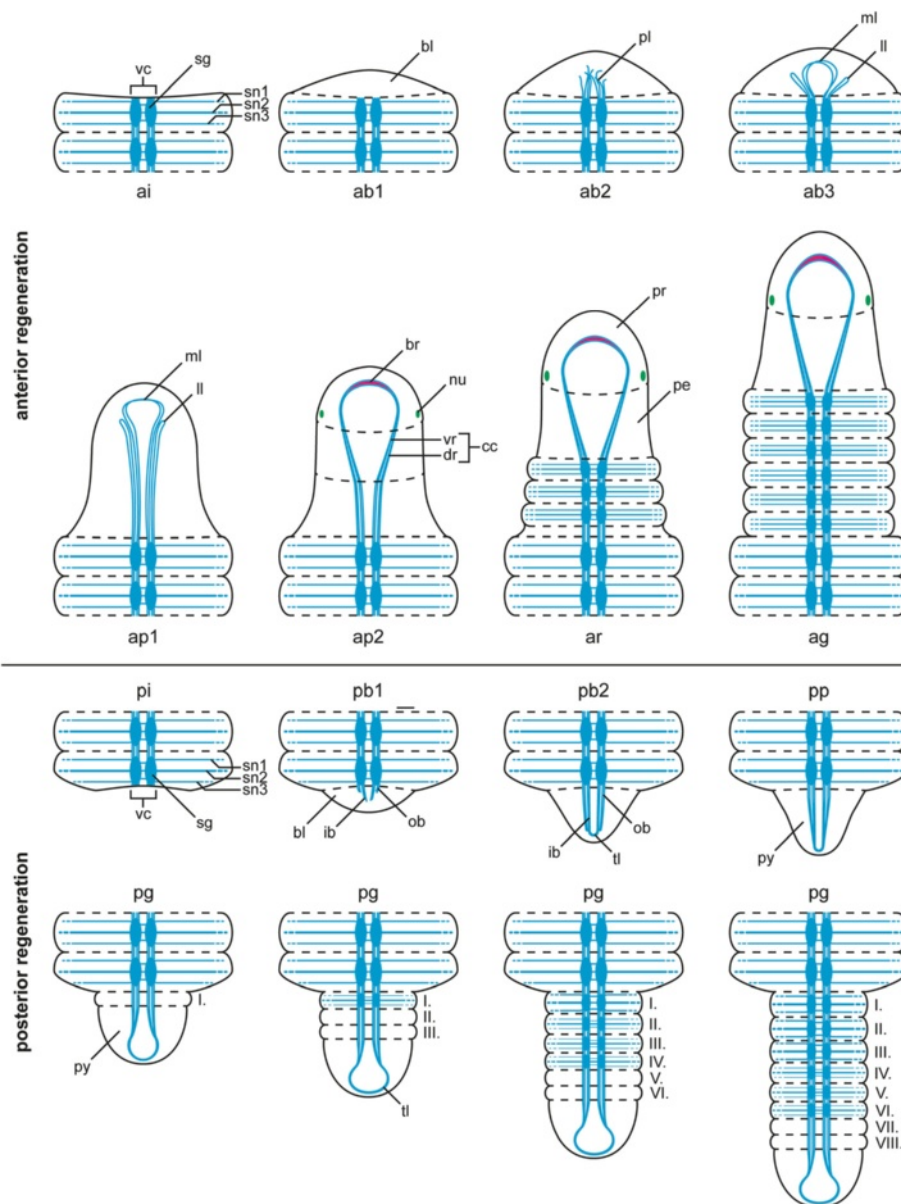 vc
sg
sn1
sn2
sn3
ai
bl
ab1
pl
ab2
ml
ll
ab3
anterior regeneration
ml
ll
ap1
br
nu
vr
dr
cc
ap2
pr
pe
ar
ag
posterior regeneration
pi
sn1
sn2
sn3
vc
sg
pb1
bl
ib
ob
pb2
ib
tl
ob
pp
py
pg
I.
py
pg
I.
II.
III.
tl
pg
I.
II.
III.
IV.
V.
VI.
pg
I.
II.
III.
IV.
V.
VI.
VII.
VIII.